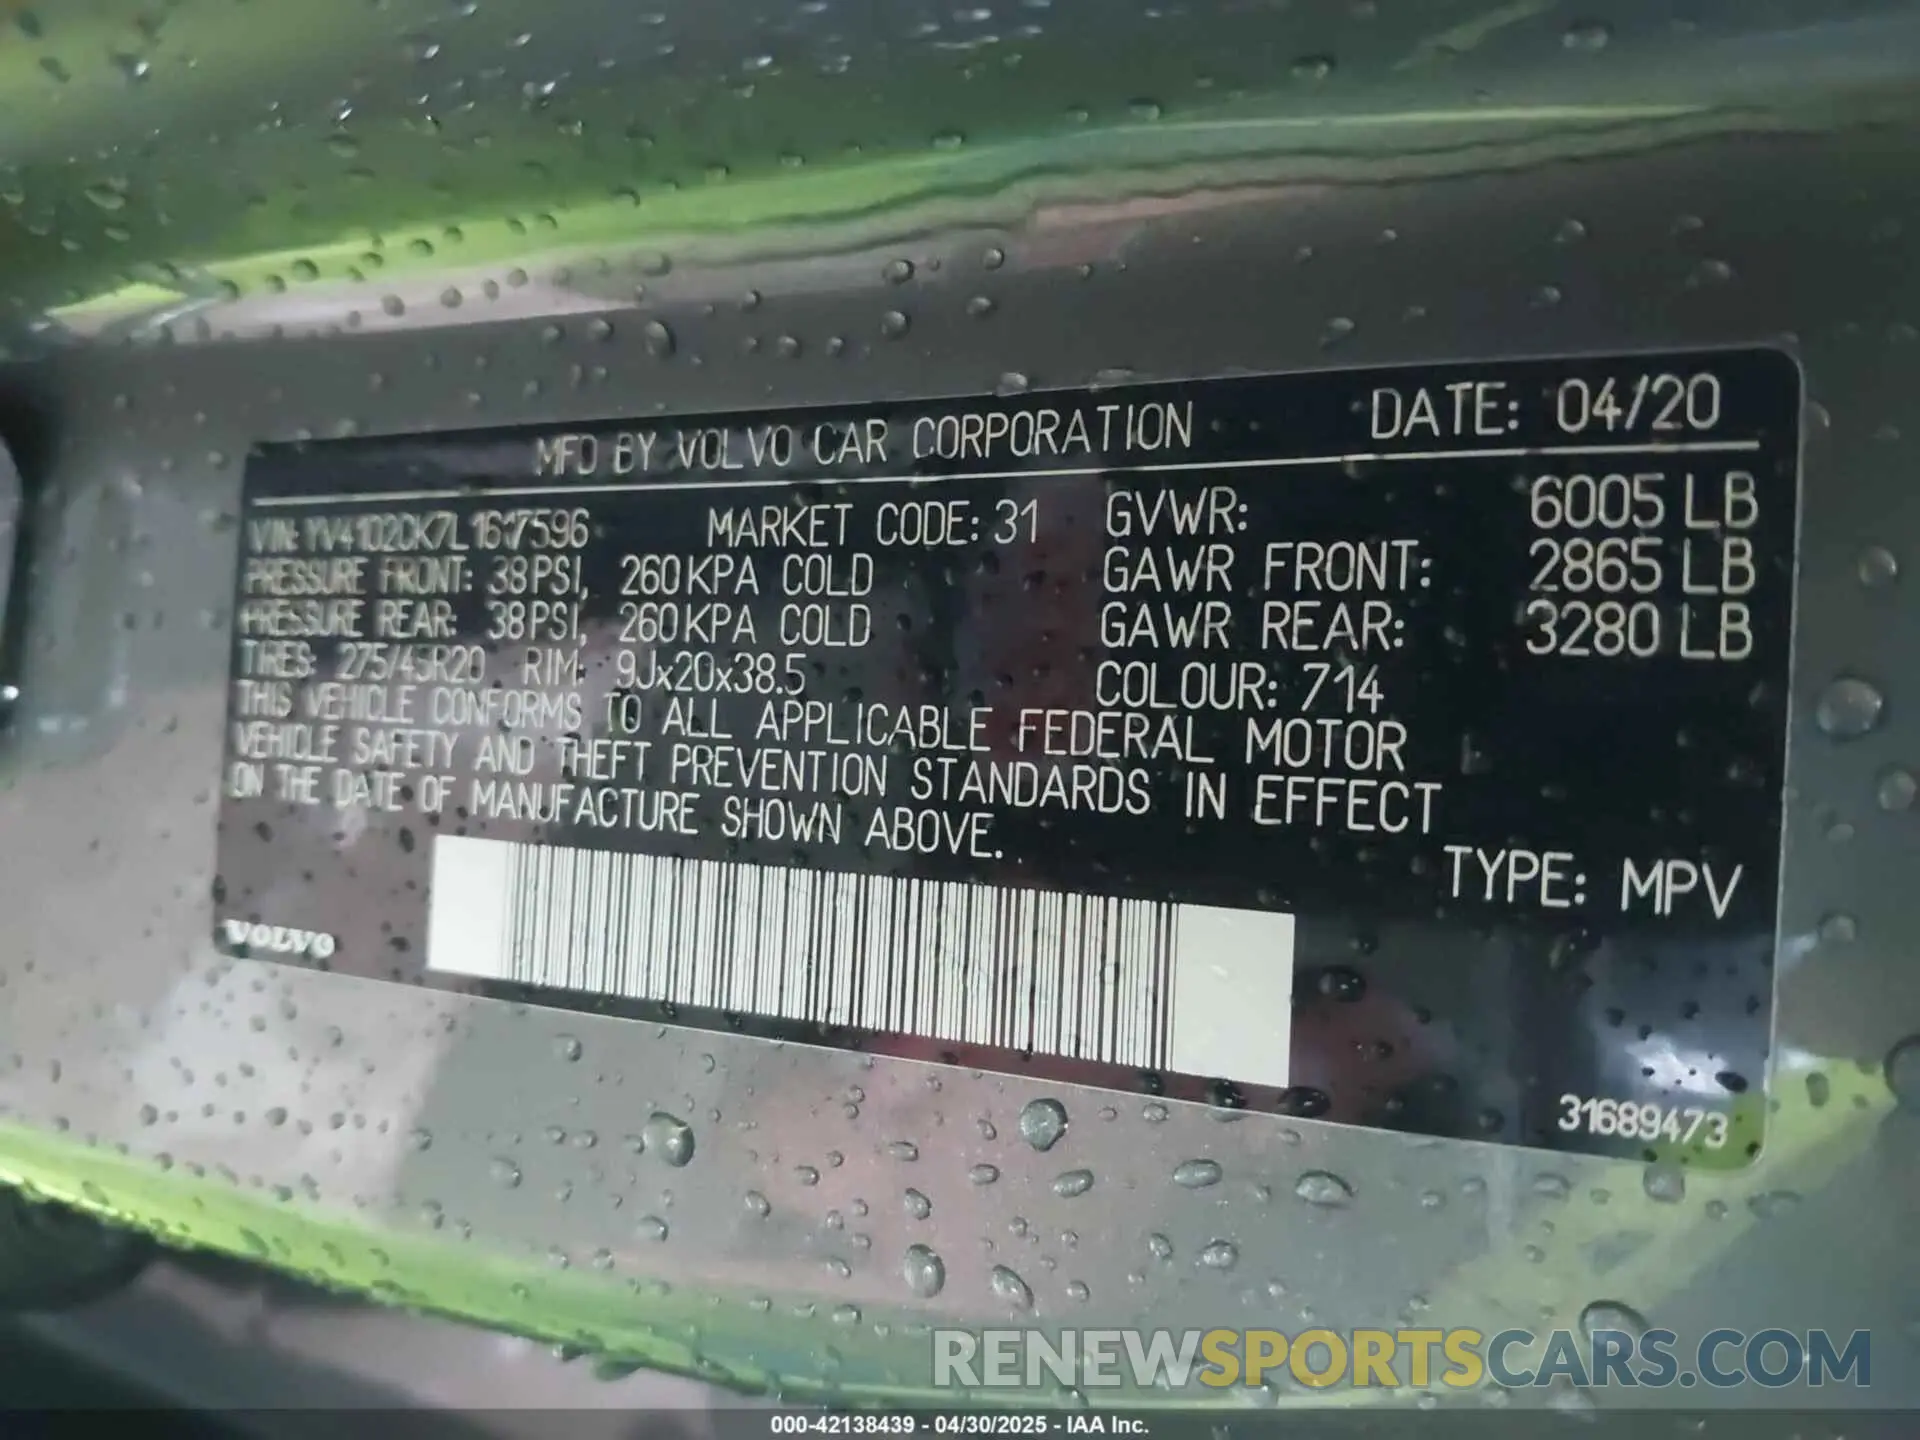 MFD BY VOLVO CAR CORPORATION DATE: 04/20
VIN: YV4102CK7L1617596 MARKET CODE: 31 GVWR: 6005 LB
PRESSURE FRONT: 38PSI, 260KPA COLD GAWR FRONT: 2865 LB
PRESSURE REAR: 38PSI, 260KPA COLD GAWR REAR: 3280 LB
TIRES: 275/45R20 RIM: 9Jx20x38.5 COLOUR: 714
THIS VEHICLE CONFORMS TO ALL APPLICABLE FEDERAL MOTOR
VEHICLE SAFETY AND THEFT PREVENTION STANDARDS IN EFFECT
ON THE DATE OF MANUFACTURE SHOWN ABOVE.
TYPE: MPV
VOLVO
31689473
RENEWSPORTSCARS.COM
000-42138439 - 04/30/2025 - IAA Inc.